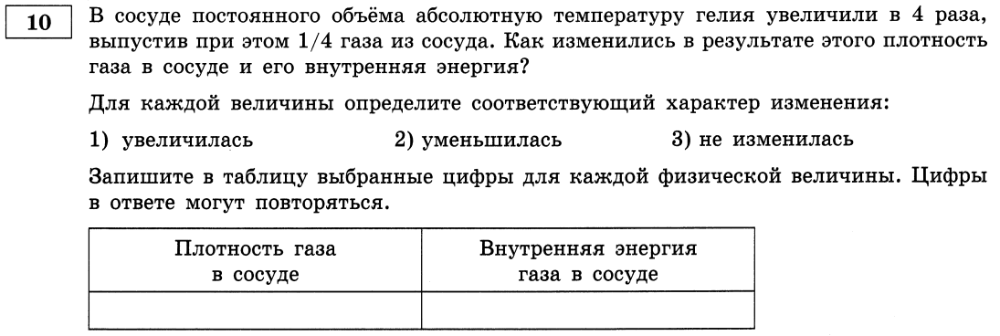 10
В сосуде постоянного объёма абсолютную температуру гелия увеличили в 4 раза,
выпустив при этом 1/4 газа из сосуда. Как изменились в результате этого плотность
газа в сосуде и его внутренняя энергия?
Для каждой величины определите соответствующий характер изменения:
1) увеличилась 2) уменьшилась 3) не изменилась
Запишите в таблицу выбранные цифры для каждой физической величины. Цифры
в ответе могут повторяться.
Плотность газа
в сосуде
Внутренняя энергия
газа в сосуде